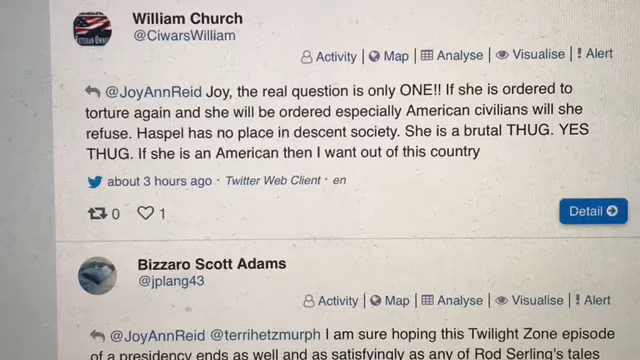 William Church
@CiwarsWilliam
Activity | Map | Analyse | Visualise | ! Alert
@JoyAnnReid Joy, the real question is only ONE!! If she is ordered to
torture again and she will be ordered especially American civilians will she
refuse. Haspel has no place in descent society. She is a brutal THUG. YES
THUG. If she is an American then I want out of this country
about 3 hours ago · Twitter Web Client · en
0 1
Detail
Bizzaro Scott Adams
@jplang43
Activity | Map | Analyse | Visualise | ! Alert
@JoyAnnReid @terrihetzmurph I am sure hoping this Twilight Zone episode
of a presidency ends as well and as satisfyingly as any of Rod Serling's tales